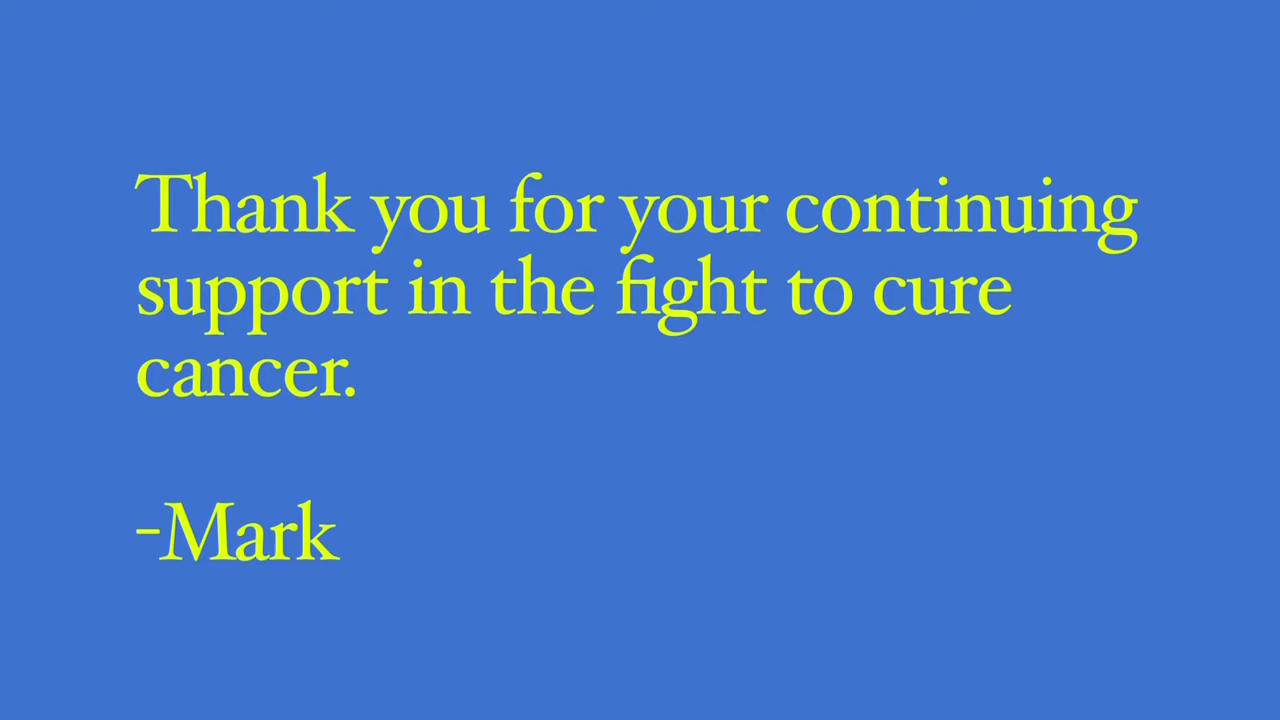 Thank you for your continuing
support in the fight to cure
cancer.
-Mark